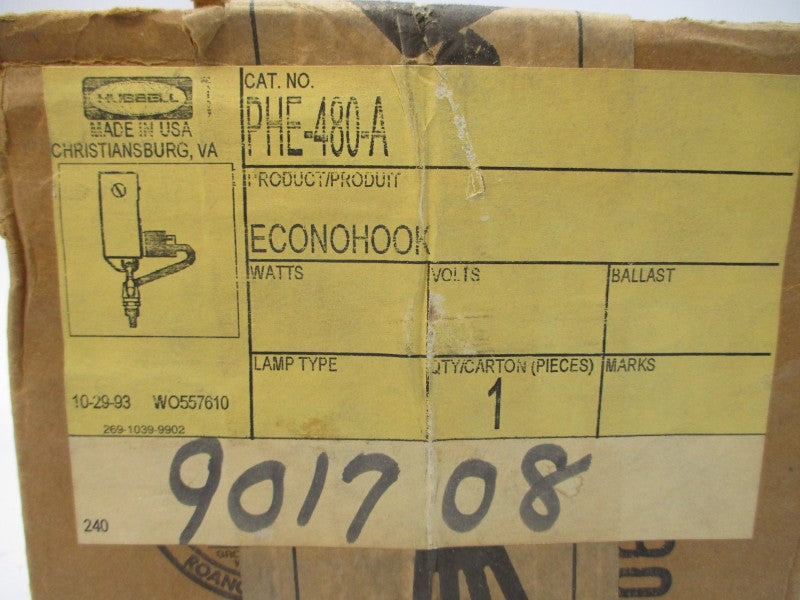 HUBBELL
MADE IN USA
CHRISTIANSBURG, VA
CAT. NO.
PHE-480-A
PRODUCT/PRODUIT
ECONOHOOK
WATTS
VOLTS
BALLAST
LAMP TYPE
QTY/CARTON (PIECES)
1
MARKS
10-29-93 WO557610
269-1039-9902
901708
240